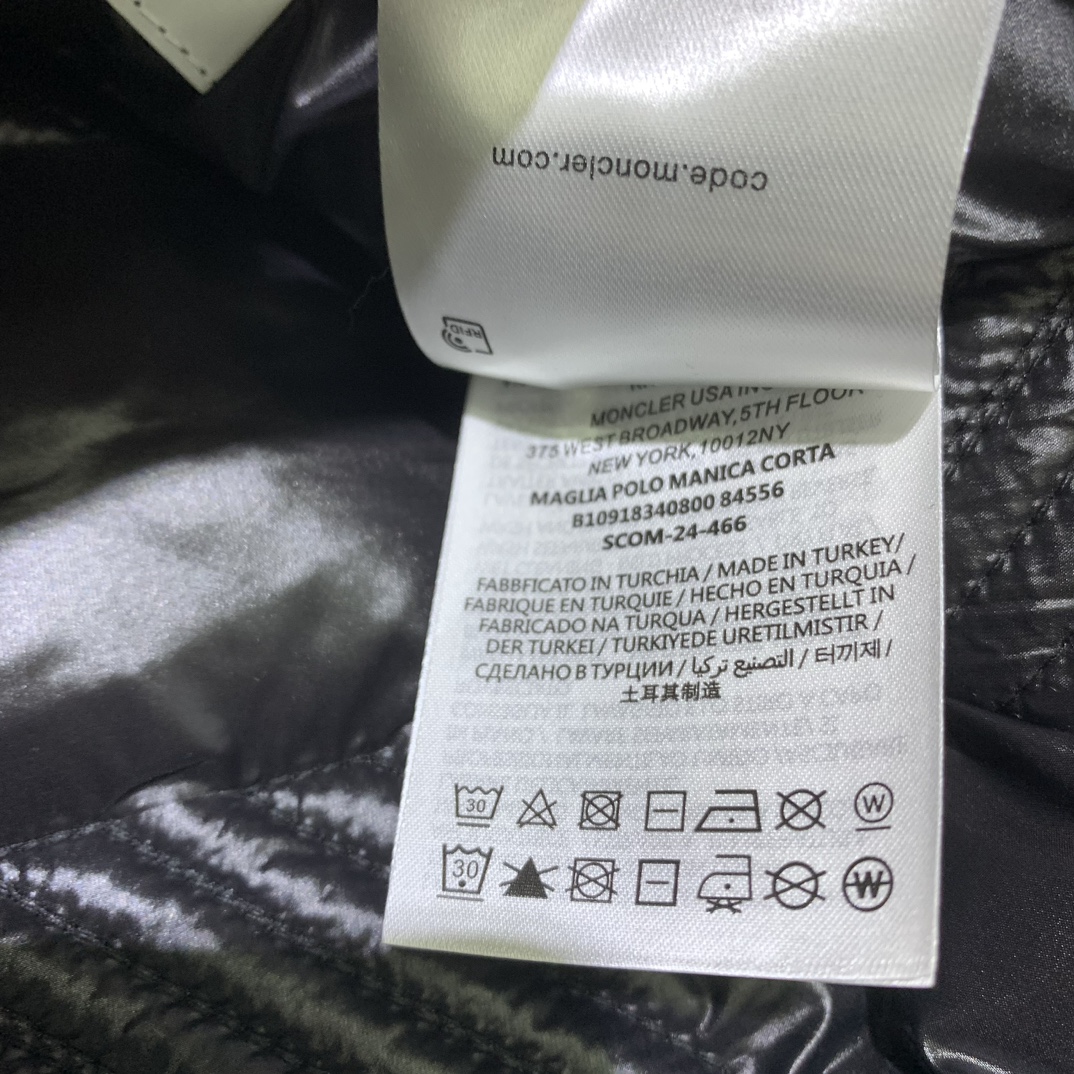 code.moncler.com
RFID
MONCLER USA INC
375 WEST BROADWAY,5TH FLOOR
NEW YORK,10012NY
MAGLIA POLO MANICA CORTA
B10918340800 84556
SCOM-24-466
FABBFICATO IN TURCHIA / MADE IN TURKEY/
FABRIQUE EN TURQUIE / HECHO EN TURQUIA /
FABRICADO NA TURQUA / HERGESTELLT IN
DER TURKEI / TURKIYEDE URETILMISTIR /
СДЕЛАНО В ТУРЦИИ / التصنيع تركيا / 터끼제 /
土耳其制造
30 W
30 W